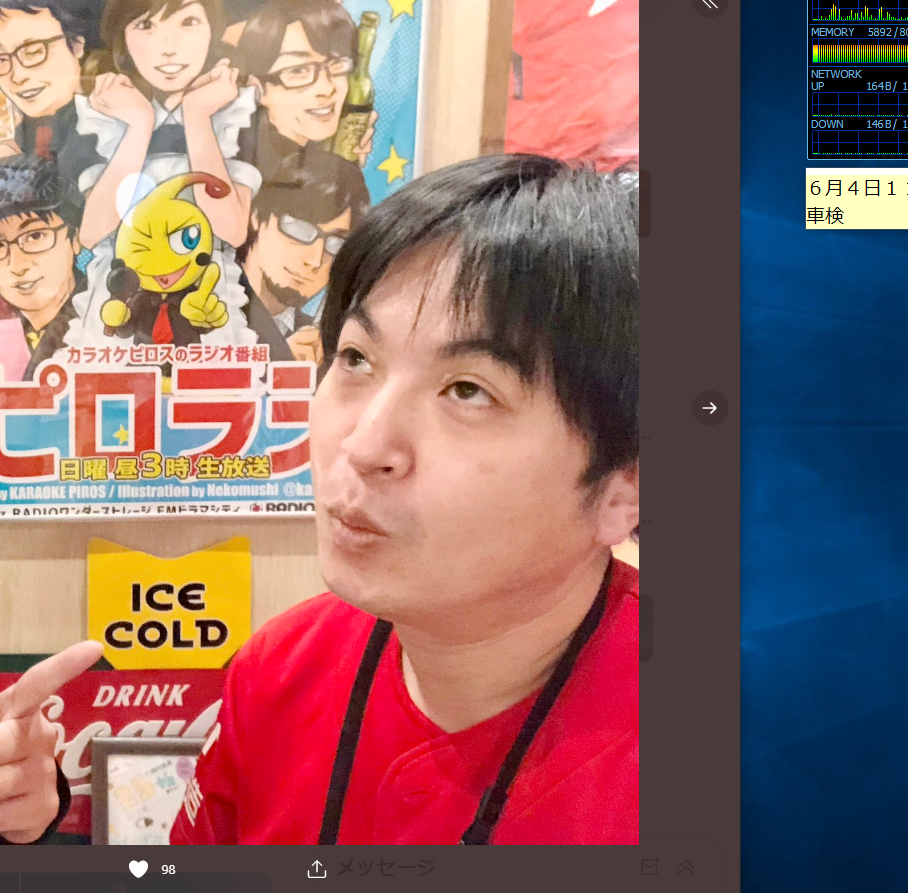 MEMORY 5892/80
NETWORK
UP 164B/ 1
DOWN 146B/ 1
６月４日１
車検
カラオケピロスのラジオ番組
ピロラジ
日曜 昼3時 生放送
by KARAOKE PIROS / Illustration by Nekomushi @ka
RADIOワンダーストレージ FMドラマシティ RADIO
ICE
COLD
DRINK
98
メッセージ